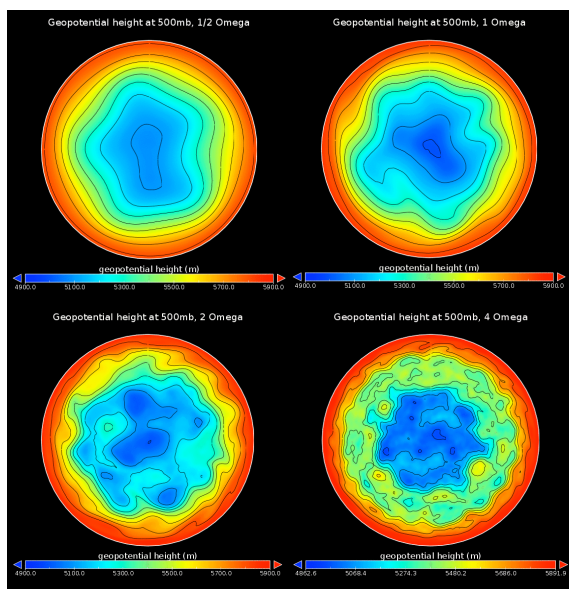 Geopotential height at 500mb, 1/2 Omega
Geopotential height at 500mb, 1 Omega
geopotential height (m)
4900.0 5100.0 5300.0 5500.0 5700.0 5900.0
geopotential height (m)
4900.0 5100.0 5300.0 5500.0 5700.0 5900.0
Geopotential height at 500mb, 2 Omega
Geopotential height at 500mb, 4 Omega
geopotential height (m)
4900.0 5100.0 5300.0 5500.0 5700.0 5900.0
geopotential height (m)
4862.6 5068.4 5274.3 5480.2 5686.0 5891.9